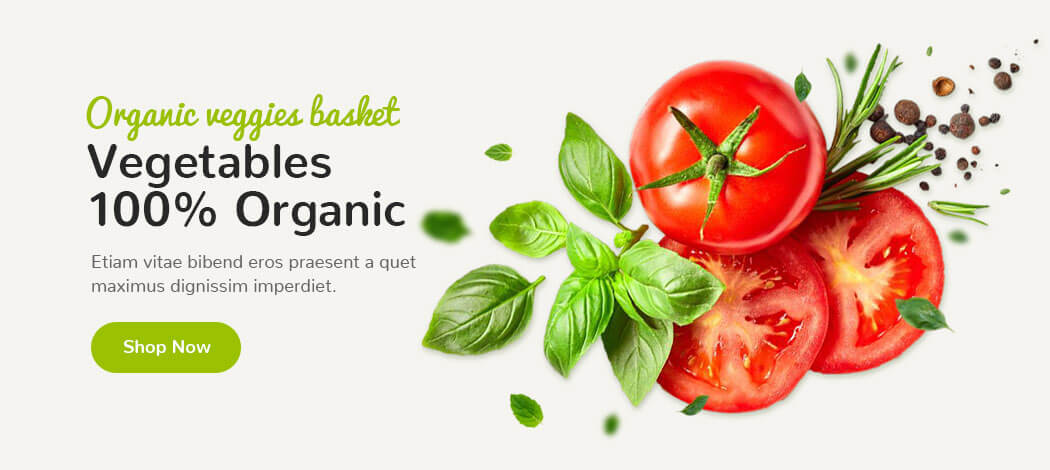 Organic veggies basket
Vegetables
100% Organic
Etiam vitae bibend eros praesent a quet
maximus dignissim imperdiet.
Shop Now